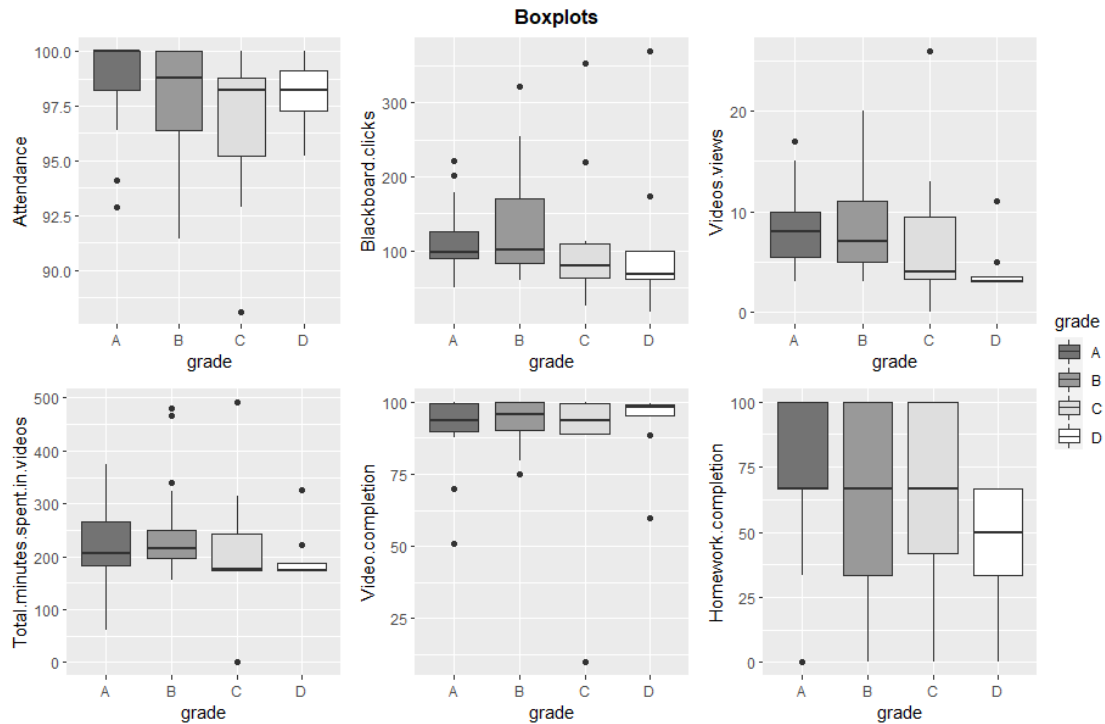 Boxplots
Attendance
100.0
97.5
95.0
92.5
90.0
A B C D
grade
Blackboard.clicks
300
200
100
A B C D
grade
Videos.views
20
10
0
A B C D
grade
grade
A
B
C
D
Total.minutes.spent.in.videos
500
400
300
200
100
0
A B C D
grade
Video.completion
100
75
50
25
A B C D
grade
Homework.completion
100
75
50
25
0
A B C D
grade